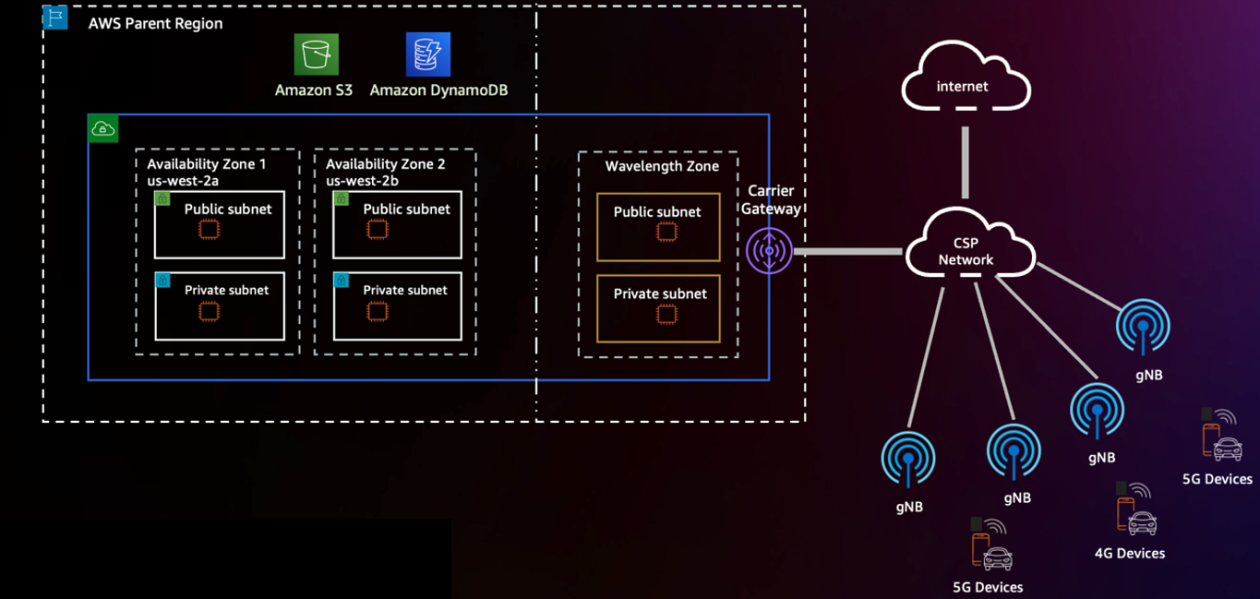 AWS Parent Region
Amazon S3
Amazon DynamoDB
Availability Zone 1
us-west-2a
Public subnet
Private subnet
Availability Zone 2
us-west-2b
Public subnet
Private subnet
Wavelength Zone
Public subnet
Private subnet
Carrier
Gateway
internet
CSP
Network
gNB
gNB
gNB
gNB
5G Devices
4G Devices
5G Devices